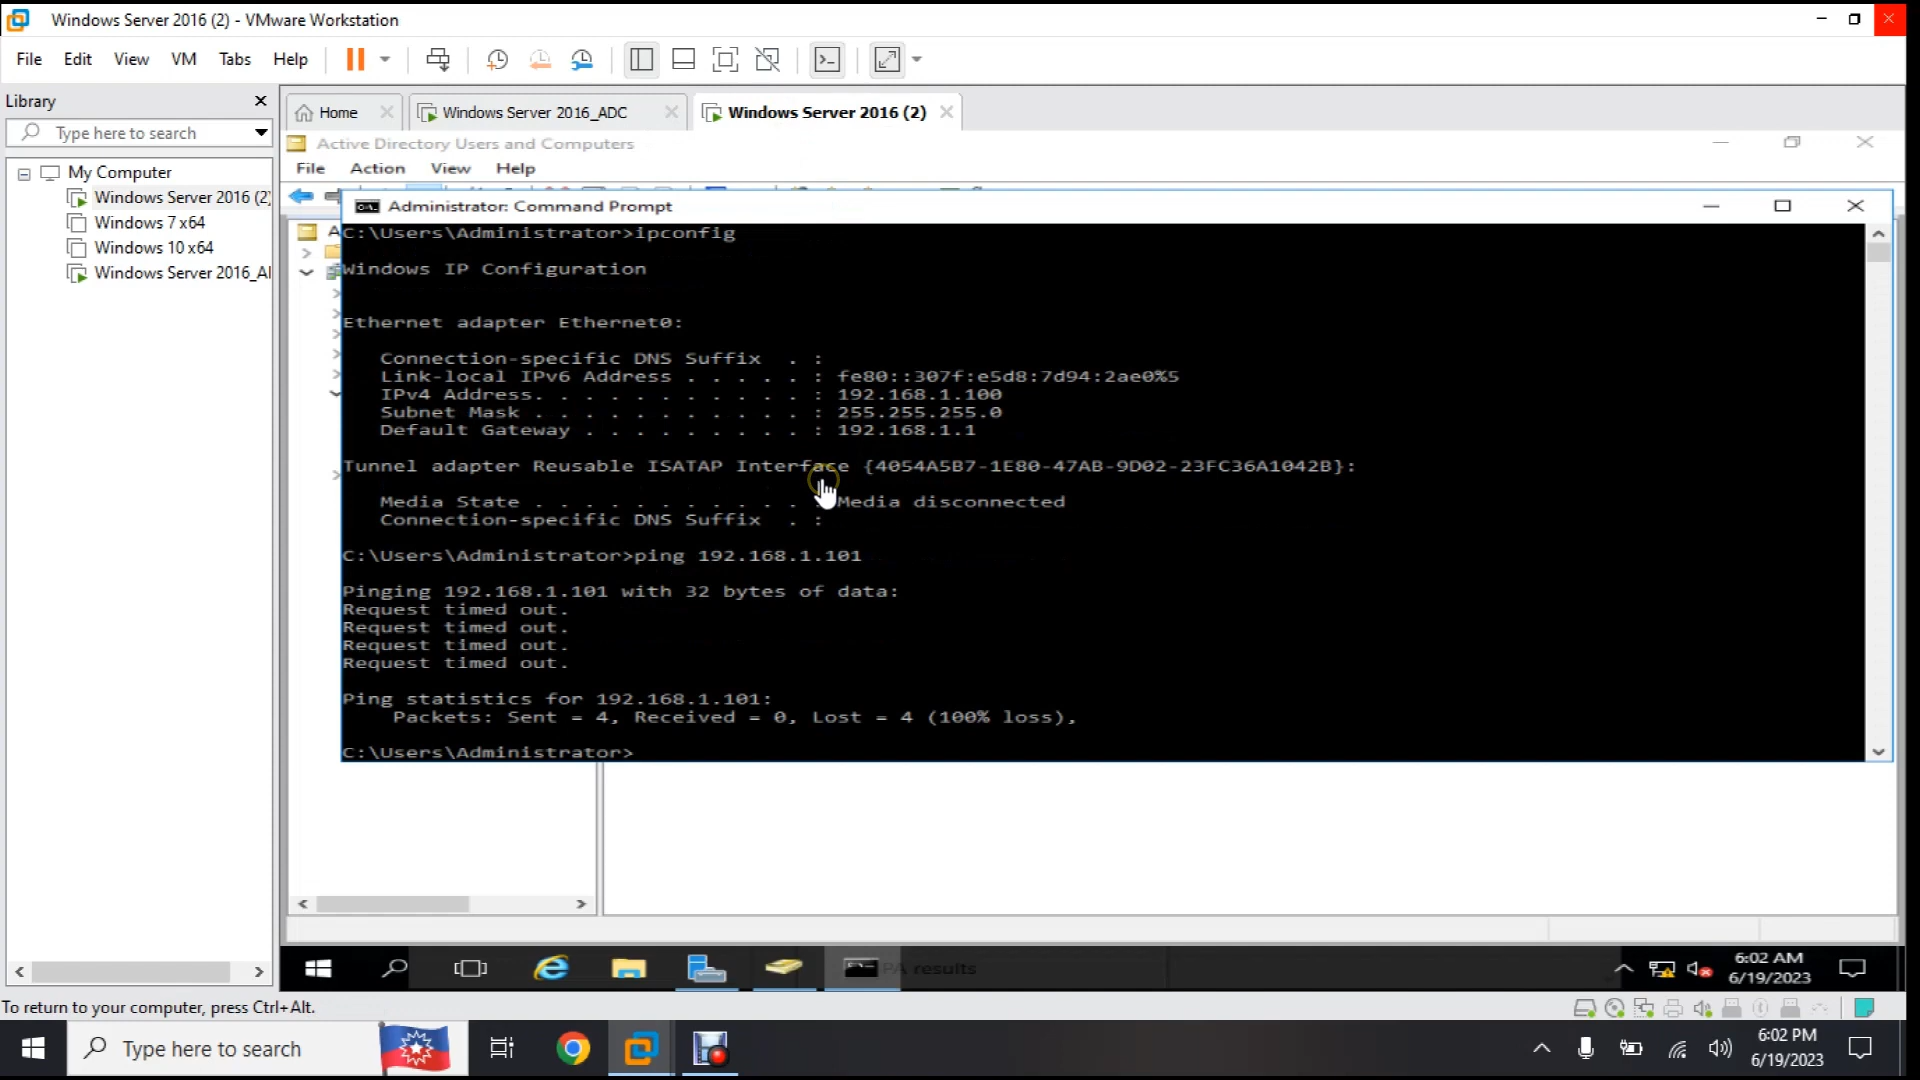 Windows Server 2016 (2) - VMware Workstation
File Edit View VM Tabs Help
Library
Home
Windows Server 2016_ADC
Windows Server 2016 (2)
Type here to search
Active Directory Users and Computers
My Computer
File Action View Help
Windows Server 2016 (2)
Windows 7 x64
Windows 10 x64
Windows Server 2016_A
Administrator: Command Prompt
C:\Users\Administrator>ipconfig
Windows IP Configuration
Ethernet adapter Ethernet0:
Connection-specific DNS Suffix . :
Link-local IPv6 Address . . . . . : fe80::307f:e5d8:7d94:2ae0%5
IPv4 Address. . . . . . . . . . . : 192.168.1.100
Subnet Mask . . . . . . . . . . . : 255.255.255.0
Default Gateway . . . . . . . . . : 192.168.1.1
Tunnel adapter Reusable ISATAP Interface {4054A5B7-1E80-47AB-9D02-23FC36A1042B}:
Media State . . . . . . . . . . . : Media disconnected
Connection-specific DNS Suffix . :
C:\Users\Administrator>ping 192.168.1.101
Pinging 192.168.1.101 with 32 bytes of data:
Request timed out.
Request timed out.
Request timed out.
Request timed out.
Ping statistics for 192.168.1.101:
Packets: Sent = 4, Received = 0, Lost = 4 (100% loss),
C:\Users\Administrator>
results
6:02 AM
6/19/2023
To return to your computer, press Ctrl+Alt.
Type here to search
6:02 PM
6/19/2023